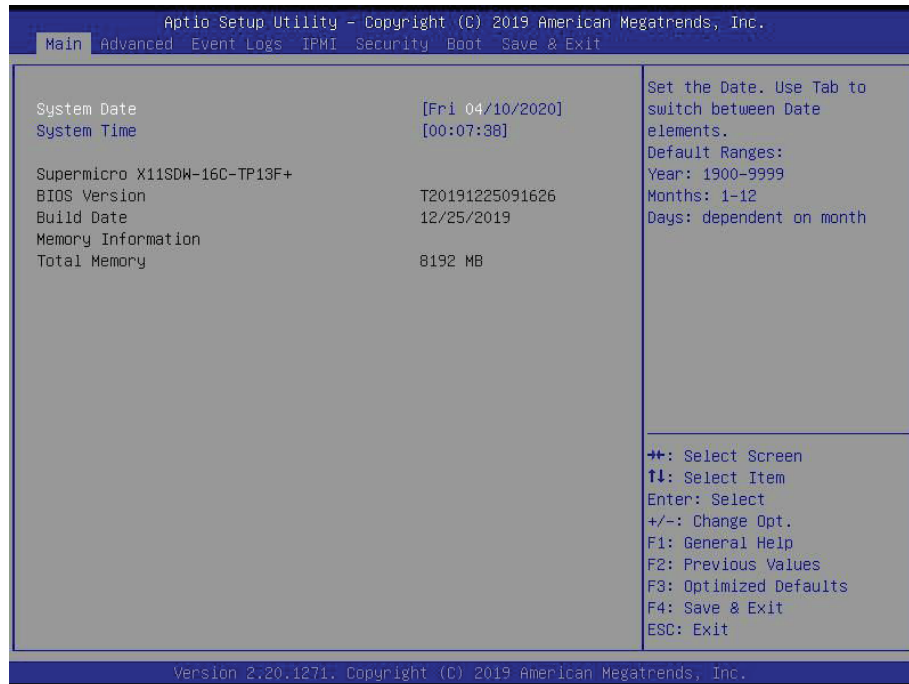 Aptio Setup Utility – Copyright (C) 2019 American Megatrends, Inc.
Main Advanced Event Logs IPMI Security Boot Save & Exit
System Date [Fri 04/10/2020]
System Time [00:07:38]
Supermicro X11SDW-16C-TP13F+
BIOS Version T20191225091626
Build Date 12/25/2019
Memory Information
Total Memory 8192 MB
Set the Date. Use Tab to
switch between Date
elements.
Default Ranges:
Year: 1900-9999
Months: 1-12
Days: dependent on month
→←: Select Screen
↑↓: Select Item
Enter: Select
+/-: Change Opt.
F1: General Help
F2: Previous Values
F3: Optimized Defaults
F4: Save & Exit
ESC: Exit
Version 2.20.1271. Copyright (C) 2019 American Megatrends, Inc.